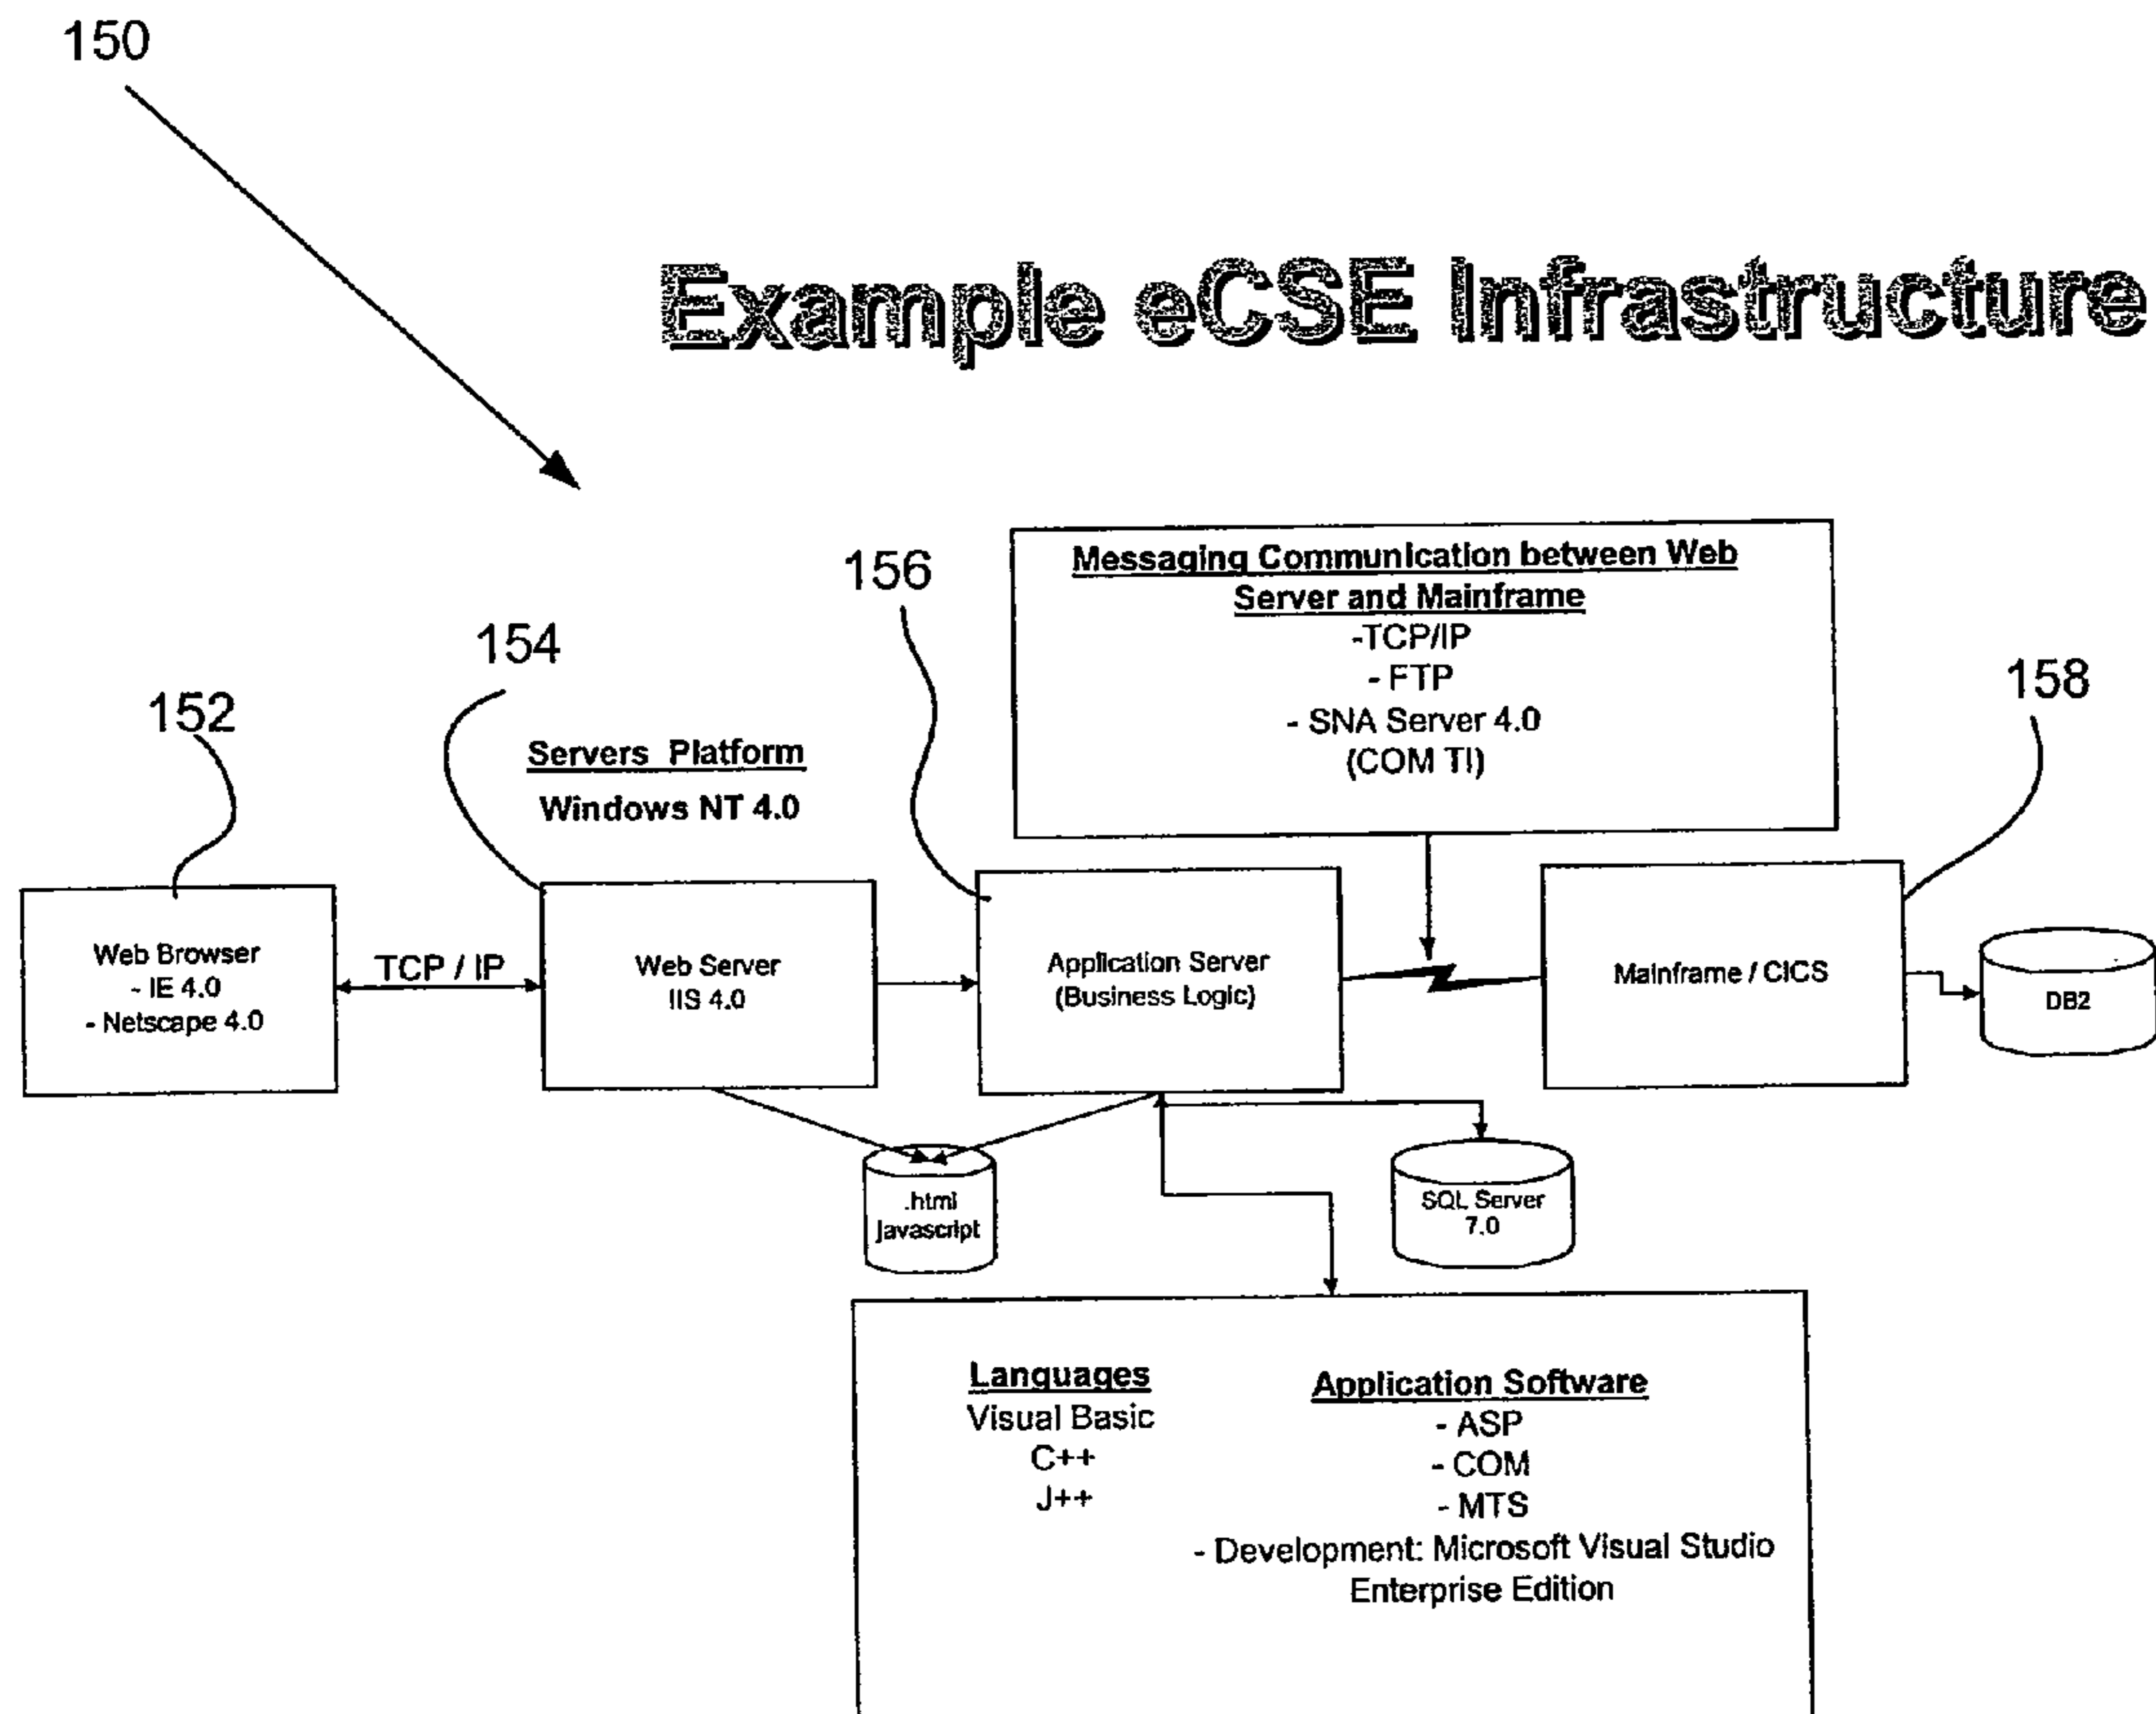 150
Example eCSE Infrastructure
Messaging Communication between Web
Server and Mainframe
-TCP/IP
- FTP
- SNA Server 4.0
(COM TI)
156
154
158
152
Servers Platform
Windows NT 4.0
Web Browser
- IE 4.0
- Netscape 4.0
TCP / IP
Web Server
IIS 4.0
Application Server
(Business Logic)
Mainframe / CICS
DB2
.html
javascript
SQL Server
7.0
Languages
Visual Basic
C++
J++
Application Software
- ASP
- COM
- MTS
- Development: Microsoft Visual Studio
Enterprise Edition